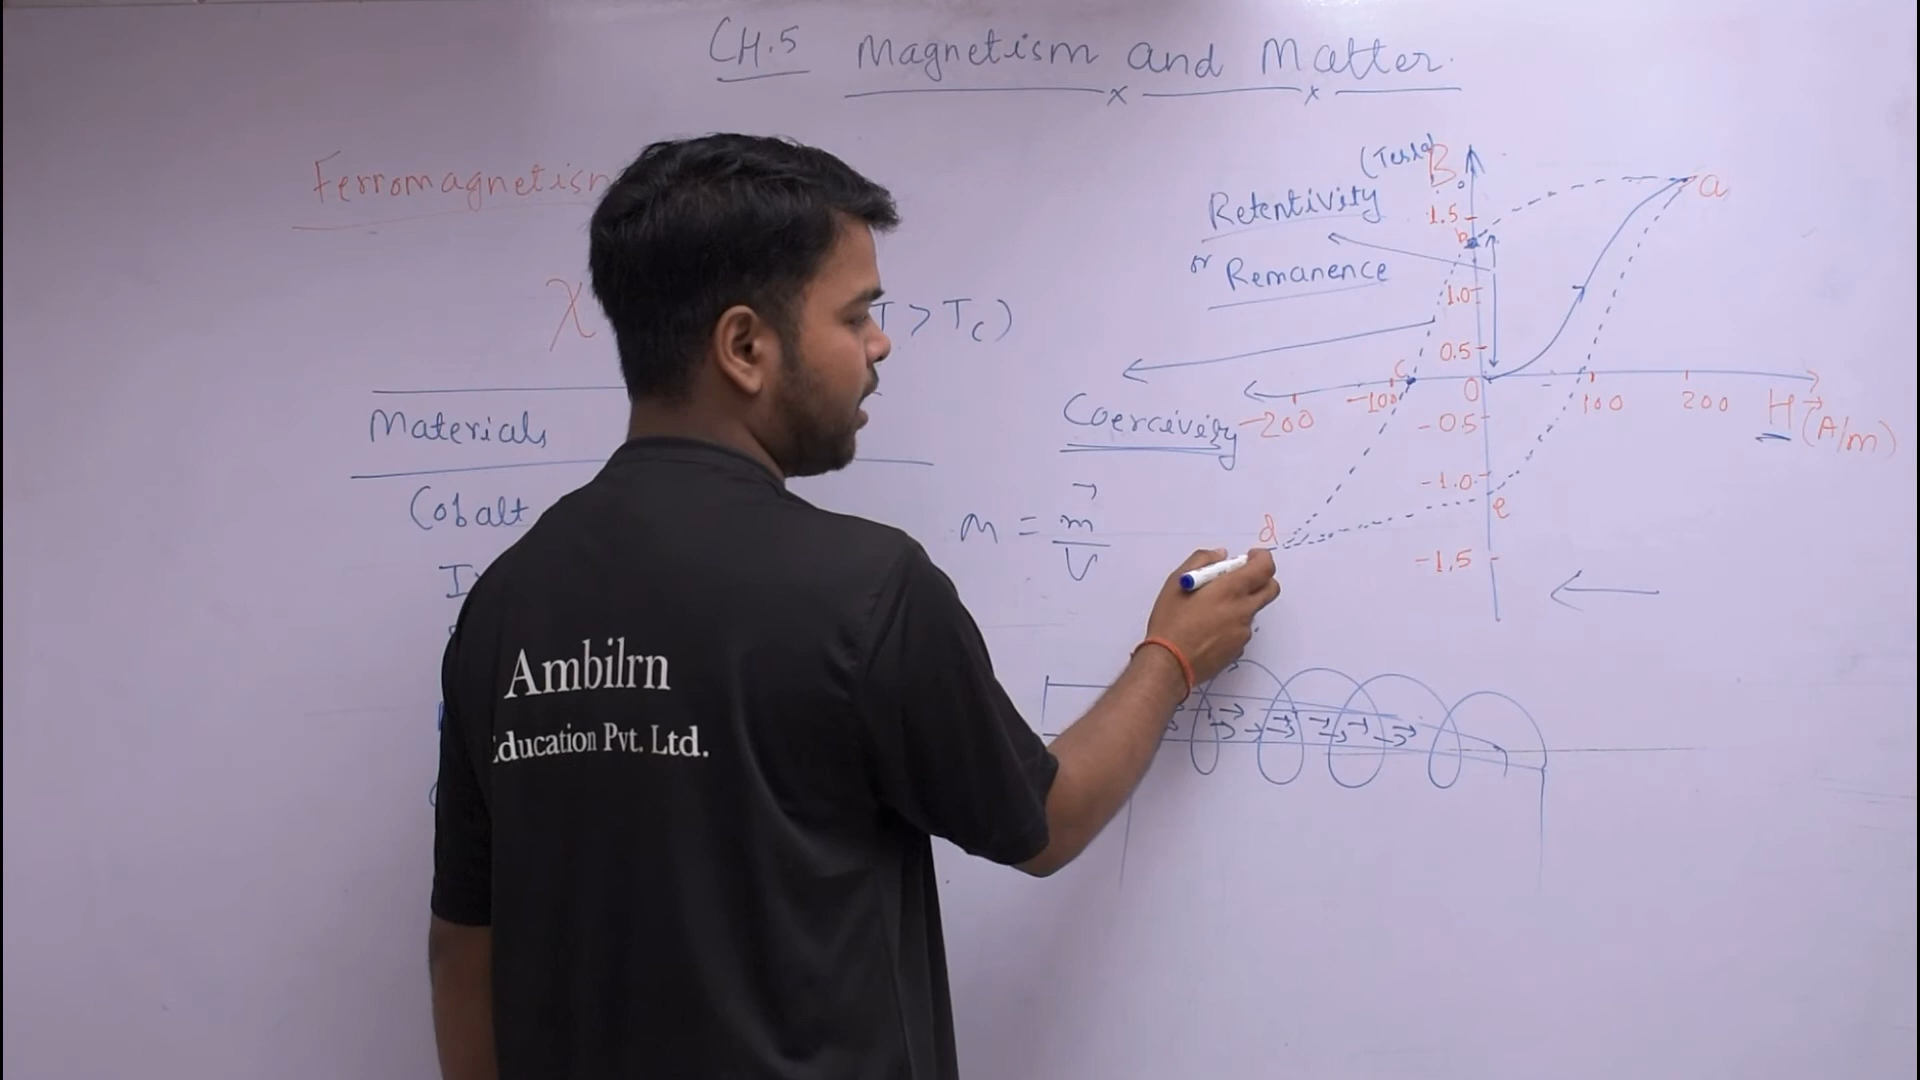 CH.5 Magnetism and Matter.
Ferromagnetism
χ
T > Tc)
Materials
Cobalt
(Tesla) B
a
Retentivity
or Remanence
1.5
b
1.0
0.5
c
-200 -100 0 100 200 H (A/m)
Coercivity
-0.5
-1.0
e
d
-1.5
M = m
V
Ambilrn
Education Pvt. Ltd.